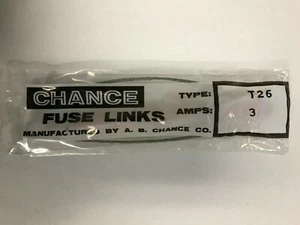 CHANCE
FUSE LINKS
MANUFACTURED BY A. B. CHANCE CO.
TYPE: T26
AMPS: 3